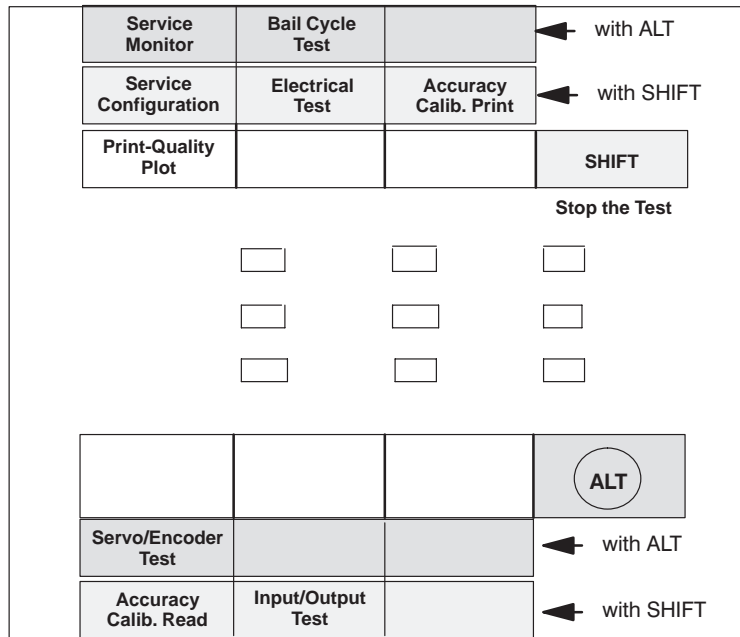 Service Monitor
Bail Cycle Test
with ALT
Service Configuration
Electrical Test
Accuracy Calib. Print
with SHIFT
Print-Quality Plot
SHIFT
Stop the Test
ALT
Servo/Encoder Test
with ALT
Accuracy Calib. Read
Input/Output Test
with SHIFT